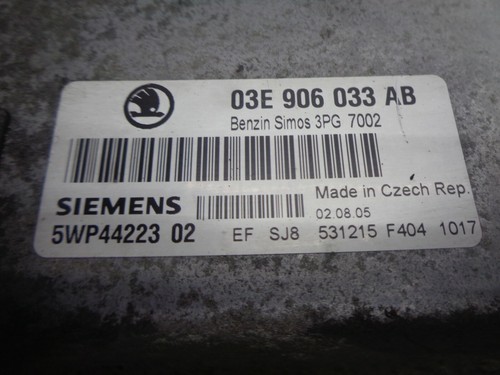 03E 906 033 AB
Benzin Simos 3PG 7002
Made in Czech Rep.
SIEMENS
02.08.05
5WP44223 02 EF SJ8 531215 F404 1017